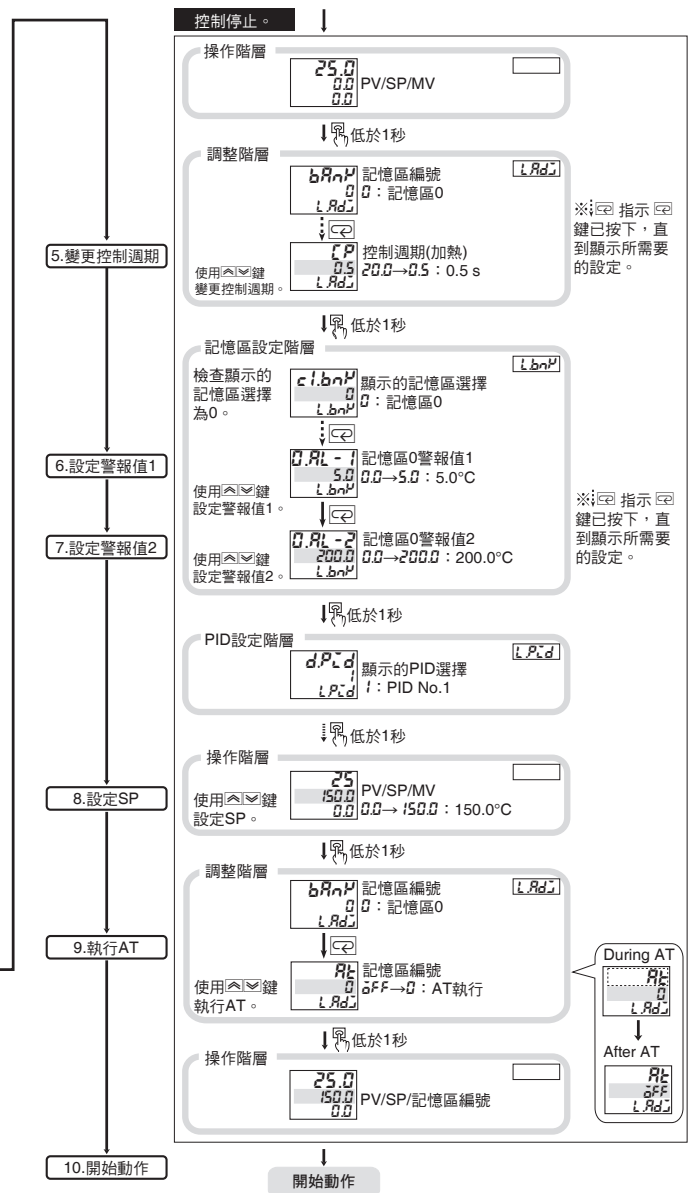 控制停止。
操作階層
25.0
0.0 PV/SP/MV
0.0
低於1秒
調整階層
L.AdJ
bAnK 記憶區編號
0 0：記憶區0
L.AdJ
※ 指示
鍵已按下，直
到顯示所需要
的設定。
5.變更控制週期
CP 控制週期(加熱)
0.5 20.0→0.5：0.5 s
L.AdJ
使用鍵
變更控制週期。
低於1秒
記憶區設定階層
L.bnK
檢查顯示的
記憶區選擇
為0。
c1.bnK 顯示的記憶區選擇
0 0：記憶區0
L.bnK
6.設定警報值1
0.AL-1 記憶區0警報值1
5.0 0.0→5.0：5.0°C
L.bnK
使用鍵
設定警報值1。
※ 指示
鍵已按下，直
到顯示所需要
的設定。
7.設定警報值2
0.AL-2 記憶區0警報值2
200.0 0.0→200.0：200.0°C
L.bnK
使用鍵
設定警報值2。
低於1秒
PID設定階層
L.Pid
d.Pid 顯示的PID選擇
1 1：PID No.1
L.Pid
低於1秒
操作階層
8.設定SP
25
150.0 PV/SP/MV
0.0 0.0→150.0：150.0°C
使用鍵
設定SP。
低於1秒
調整階層
L.AdJ
bAnK 記憶區編號
0 0：記憶區0
L.AdJ
9.執行AT
At 記憶區編號
0 oFF→0：AT執行
L.AdJ
使用鍵
執行AT。
During AT
At
0
L.AdJ
After AT
At
oFF
L.AdJ
低於1秒
操作階層
25.0
150.0 PV/SP/記憶區編號
0.0
10.開始動作
開始動作